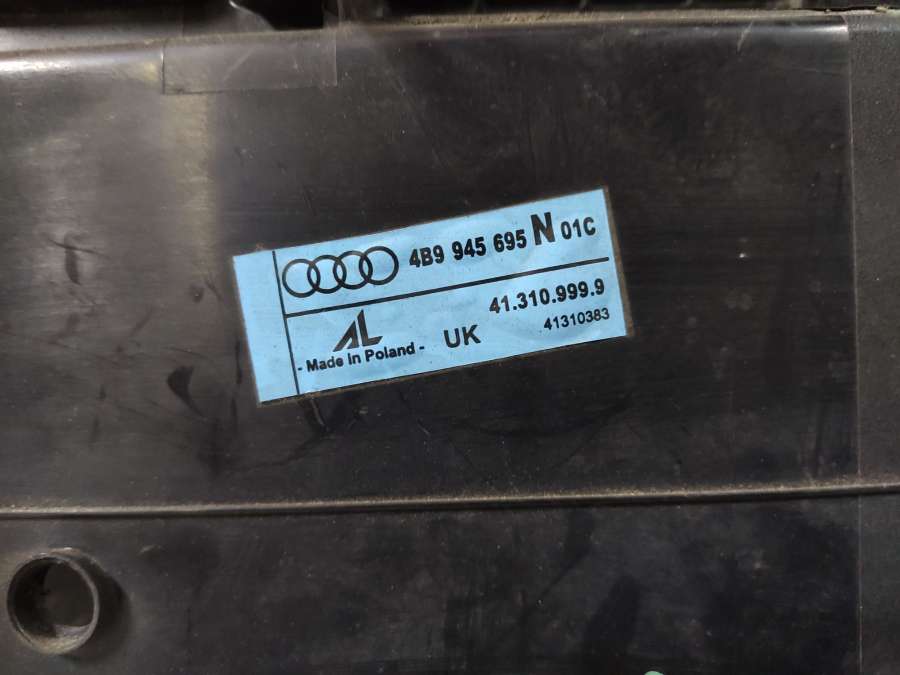 4B9 945 695 N 01C
41.310.999.9
AL UK 41310383
- Made in Poland -